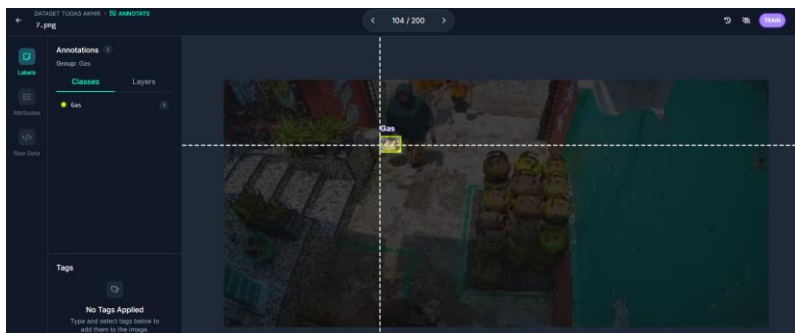 DATASET TUGAS AKHIR ANNOTATE
7.png
104 / 200
TRAIN
Labels
Attributes
Raw Data
Annotations
Group: Gas
Classes Layers
Gas
Gas
Tags
No Tags Applied
Type and select tags below to
add them to the image.